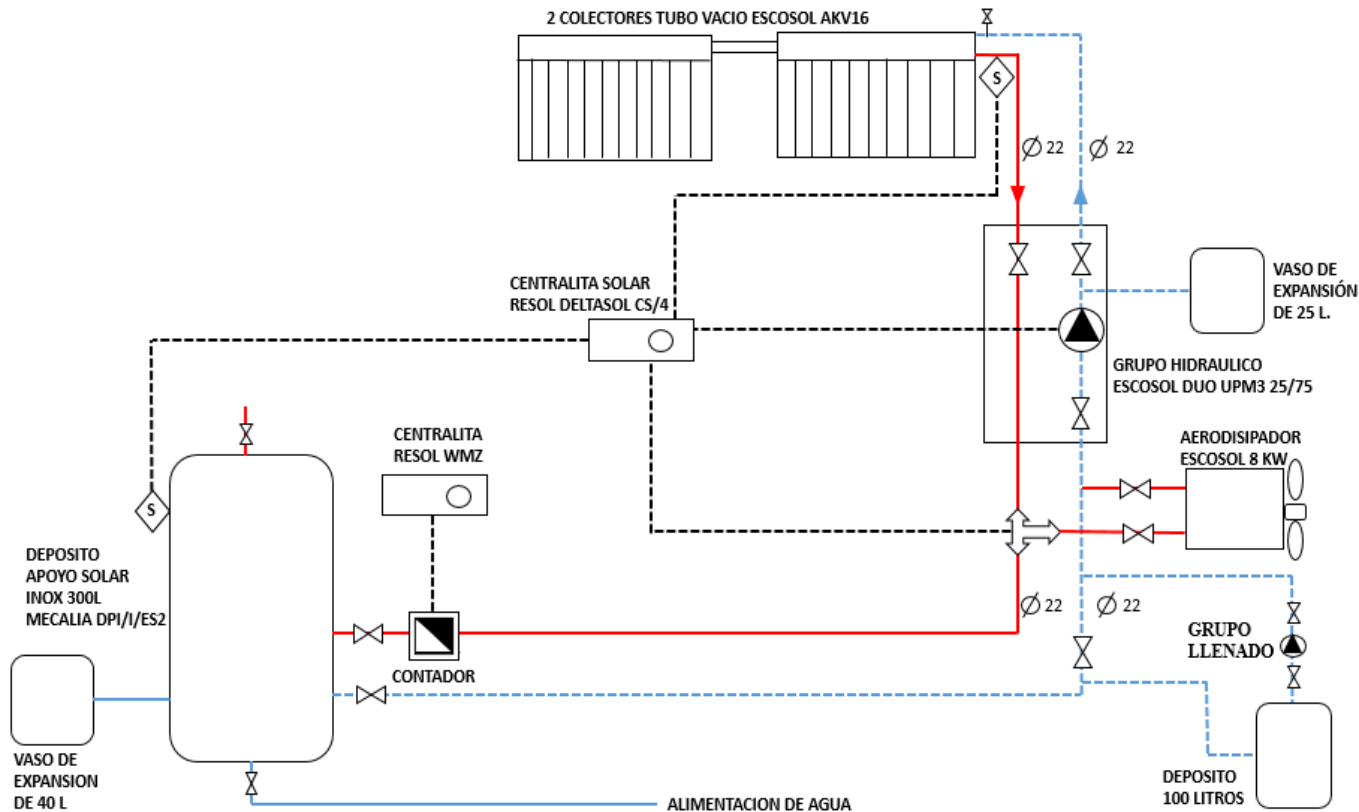 2 COLECTORES TUBO VACIO ESCOSOL AKV16
S
Ø 22
Ø 22
CENTRALITA SOLAR
RESOL DELTASOL CS/4
VASO DE
EXPANSIÓN
DE 25 L.
GRUPO HIDRAULICO
ESCOSOL DUO UPM3 25/75
CENTRALITA
RESOL WMZ
AERODISIPADOR
ESCOSOL 8 KW
S
DEPOSITO
APOYO SOLAR
INOX 300L
MECALIA DPI/I/ES2
Ø 22
Ø 22
GRUPO
LLENADO
CONTADOR
VASO DE
EXPANSION
DE 40 L
DEPOSITO
100 LITROS
ALIMENTACION DE AGUA